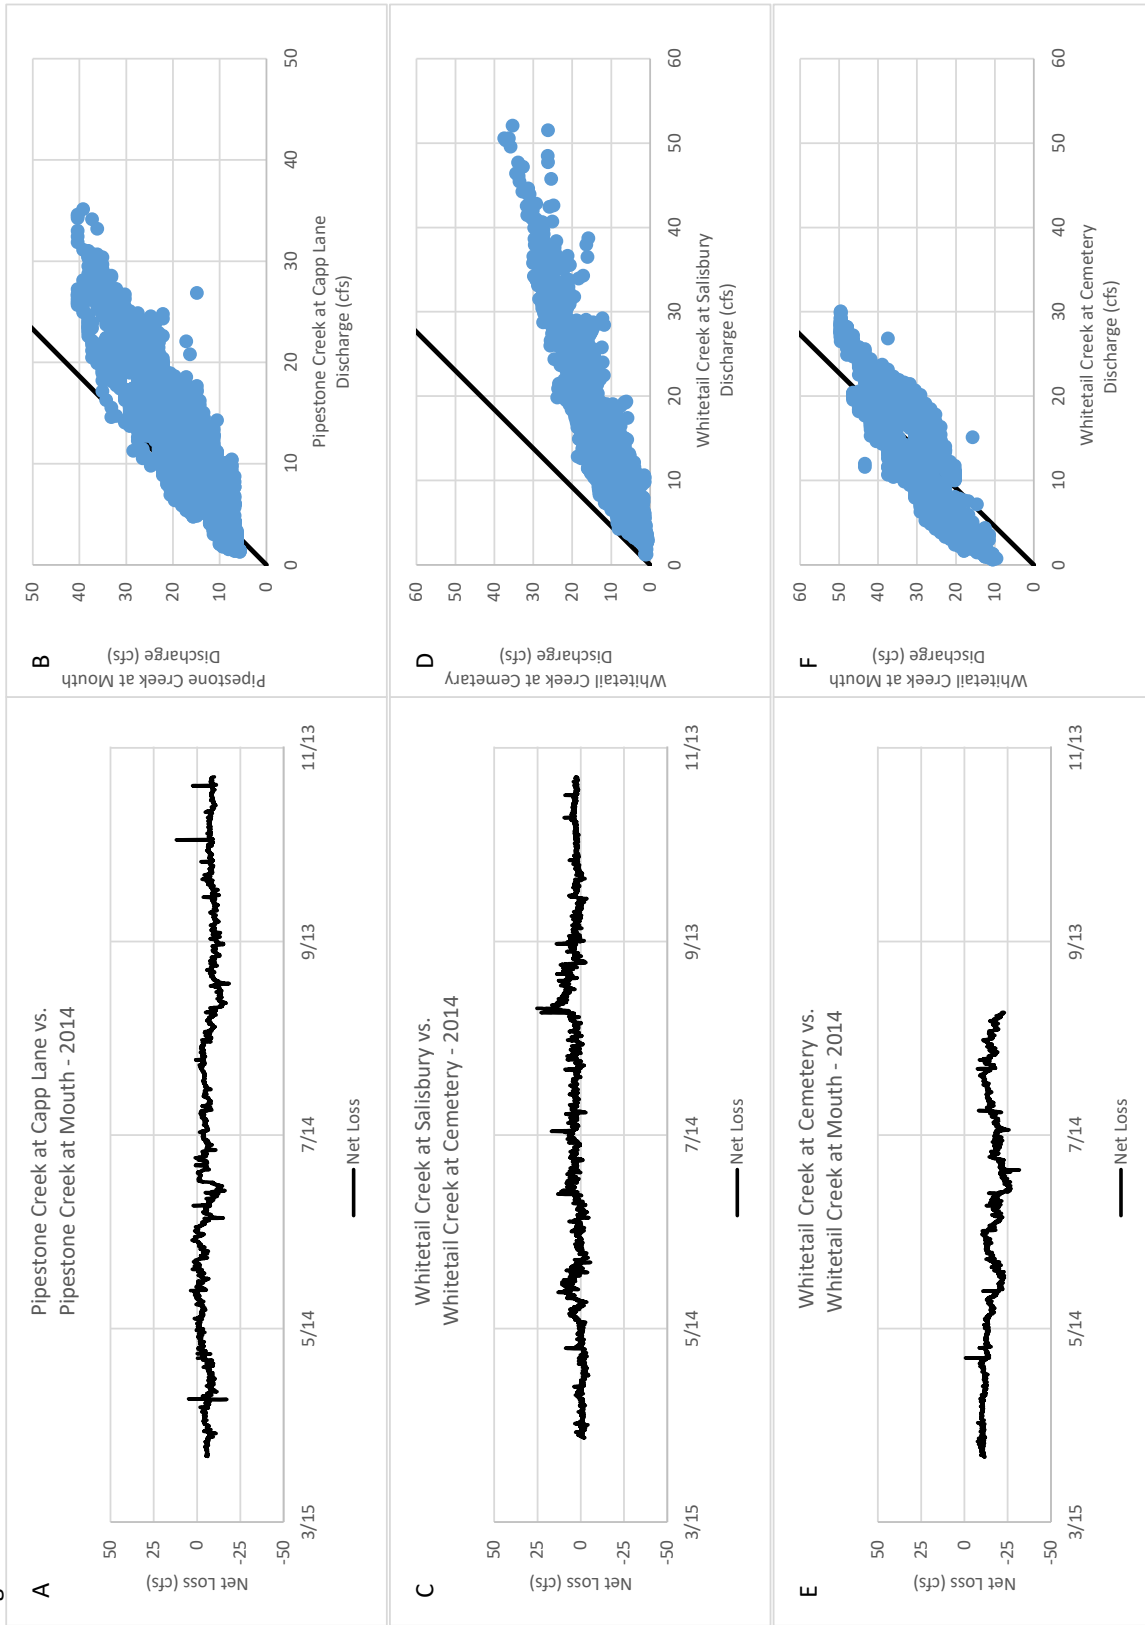 A
Pipestone Creek at Capp Lane vs.
Pipestone Creek at Mouth - 2014
Net Loss (cfs)
50
25
0
-25
-50
3/15
5/14
7/14
9/13
11/13
Net Loss
B
Pipestone Creek at Mouth
Discharge (cfs)
50
40
30
20
10
0
0
10
20
30
40
50
Pipestone Creek at Capp Lane
Discharge (cfs)
C
Whitetail Creek at Salisbury vs.
Whitetail Creek at Cemetery - 2014
Net Loss (cfs)
50
25
0
-25
-50
3/15
5/14
7/14
9/13
11/13
Net Loss
D
Whitetail Creek at Cemetary
Discharge (cfs)
60
50
40
30
20
10
0
0
10
20
30
40
50
60
Whitetail Creek at Salisbury
Discharge (cfs)
E
Whitetail Creek at Cemetery vs.
Whitetail Creek at Mouth - 2014
Net Loss (cfs)
50
25
0
-25
-50
3/15
5/14
7/14
9/13
11/13
Net Loss
F
Whitetail Creek at Mouth
Discharge (cfs)
60
50
40
30
20
10
0
0
10
20
30
40
50
60
Whitetail Creek at Cemetery
Discharge (cfs)